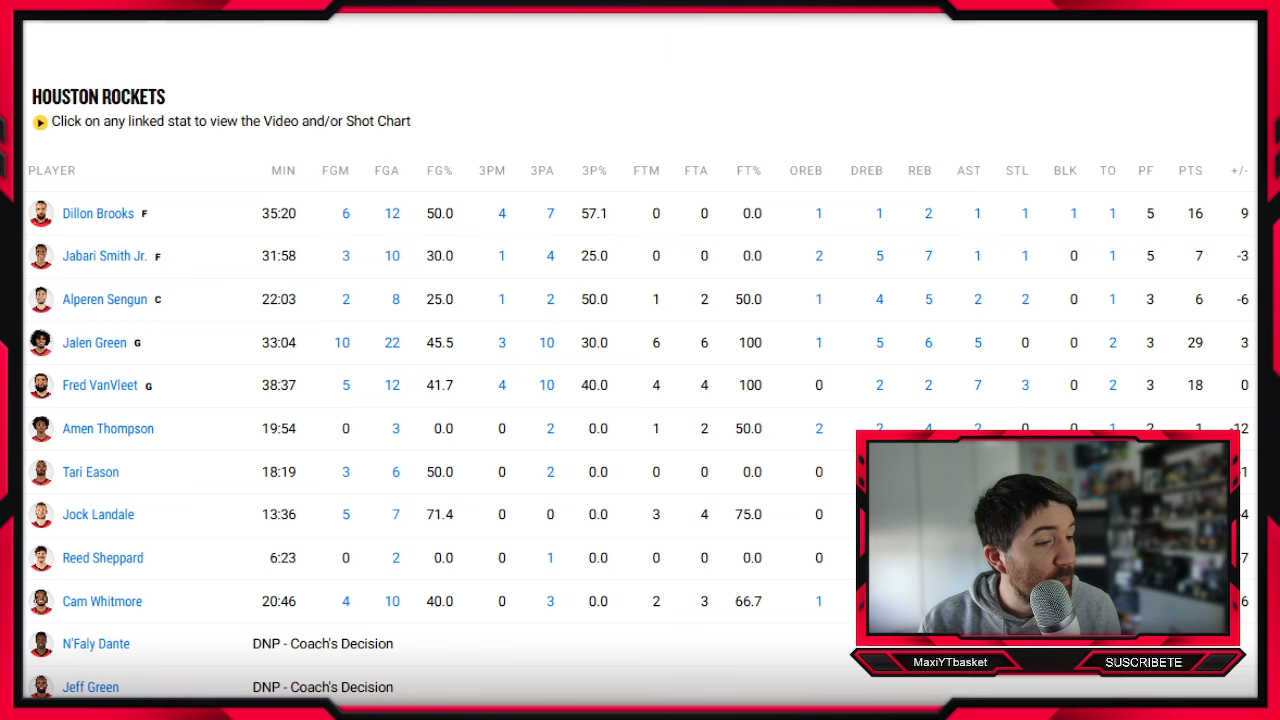 HOUSTON ROCKETS
Click on any linked stat to view the Video and/or Shot Chart
PLAYER MIN FGM FGA FG% 3PM 3PA 3P% FTM FTA FT% OREB DREB REB AST STL BLK TO PF PTS +/-
Dillon Brooks F 35:20 6 12 50.0 4 7 57.1 0 0 0.0 1 1 2 1 1 1 1 5 16 9
Jabari Smith Jr. F 31:58 3 10 30.0 1 4 25.0 0 0 0.0 2 5 7 1 1 0 1 5 7 -3
Alperen Sengun C 22:03 2 8 25.0 1 2 50.0 1 2 50.0 1 4 5 2 2 0 1 3 6 -6
Jalen Green G 33:04 10 22 45.5 3 10 30.0 6 6 100 1 5 6 5 0 0 2 3 29 3
Fred VanVleet G 38:37 5 12 41.7 4 10 40.0 4 4 100 0 2 2 7 3 0 2 3 18 0
Amen Thompson 19:54 0 3 0.0 0 2 0.0 1 2 50.0 2 2 4 2 0 0 1 2 1 -12
Tari Eason 18:19 3 6 50.0 0 2 0.0 0 0 0.0 0
Jock Landale 13:36 5 7 71.4 0 0 0.0 3 4 75.0 0
Reed Sheppard 6:23 0 2 0.0 0 1 0.0 0 0 0.0 0
Cam Whitmore 20:46 4 10 40.0 0 3 0.0 2 3 66.7 1
N'Faly Dante DNP - Coach's Decision
Jeff Green DNP - Coach's Decision
MaxiYTbasket
SUSCRIBETE